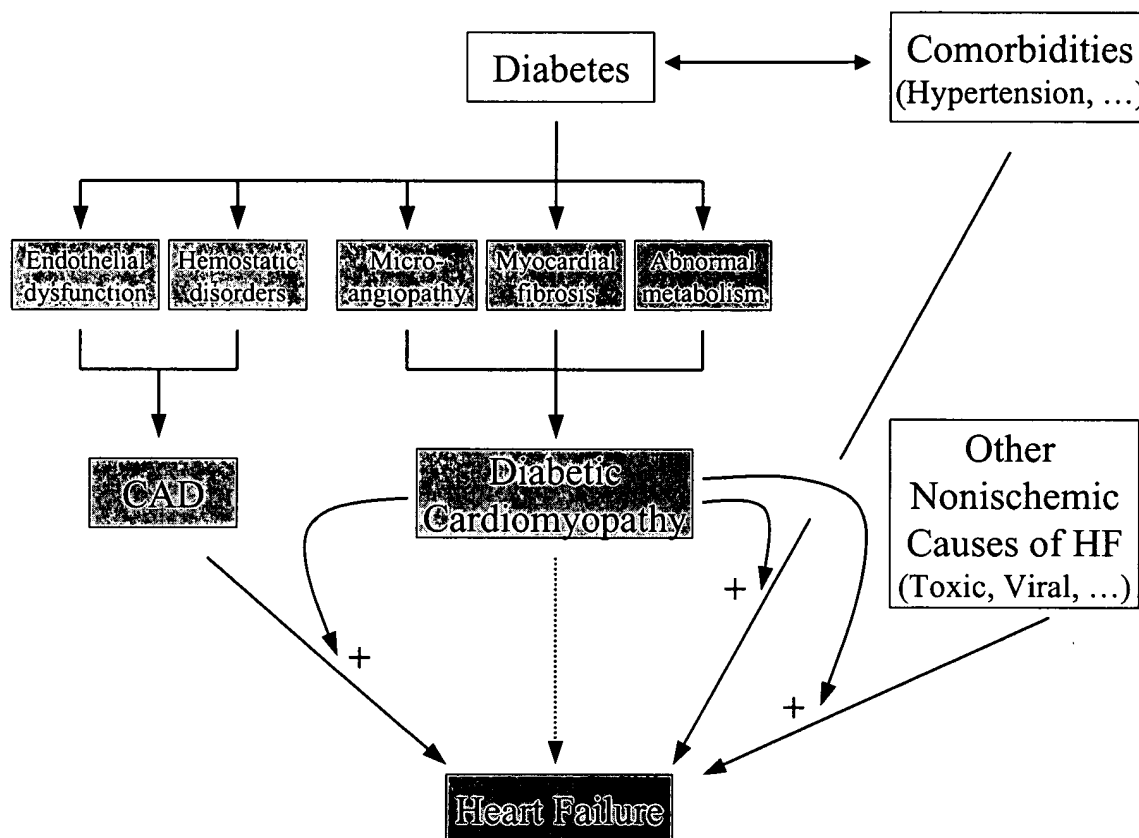 Diabetes
Comorbidities
(Hypertension, …)
Endothelial
dysfunction
Hemostatic
disorders
Micro-
angiopathy
Myocardial
fibrosis
Abnormal
metabolism
CAD
Diabetic
Cardiomyopathy
Other
Nonischemic
Causes of HF
(Toxic, Viral, …)
+
+
+
Heart Failure